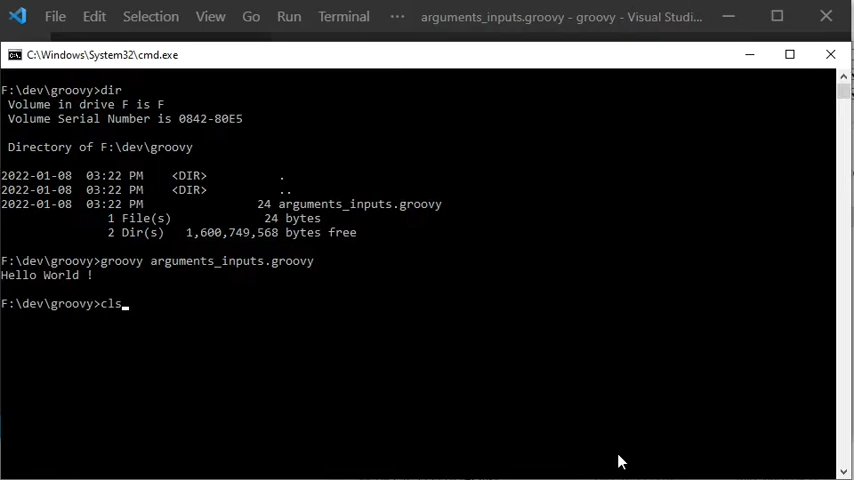 File Edit Selection View Go Run Terminal ··· arguments_inputs.groovy - groovy - Visual Studi...
C:\Windows\System32\cmd.exe
F:\dev\groovy>dir
Volume in drive F is F
Volume Serial Number is 0842-80E5
Directory of F:\dev\groovy
2022-01-08 03:22 PM <DIR> .
2022-01-08 03:22 PM <DIR> ..
2022-01-08 03:22 PM 24 arguments_inputs.groovy
1 File(s) 24 bytes
2 Dir(s) 1,600,749,568 bytes free
F:\dev\groovy>groovy arguments_inputs.groovy
Hello World !
F:\dev\groovy>cls